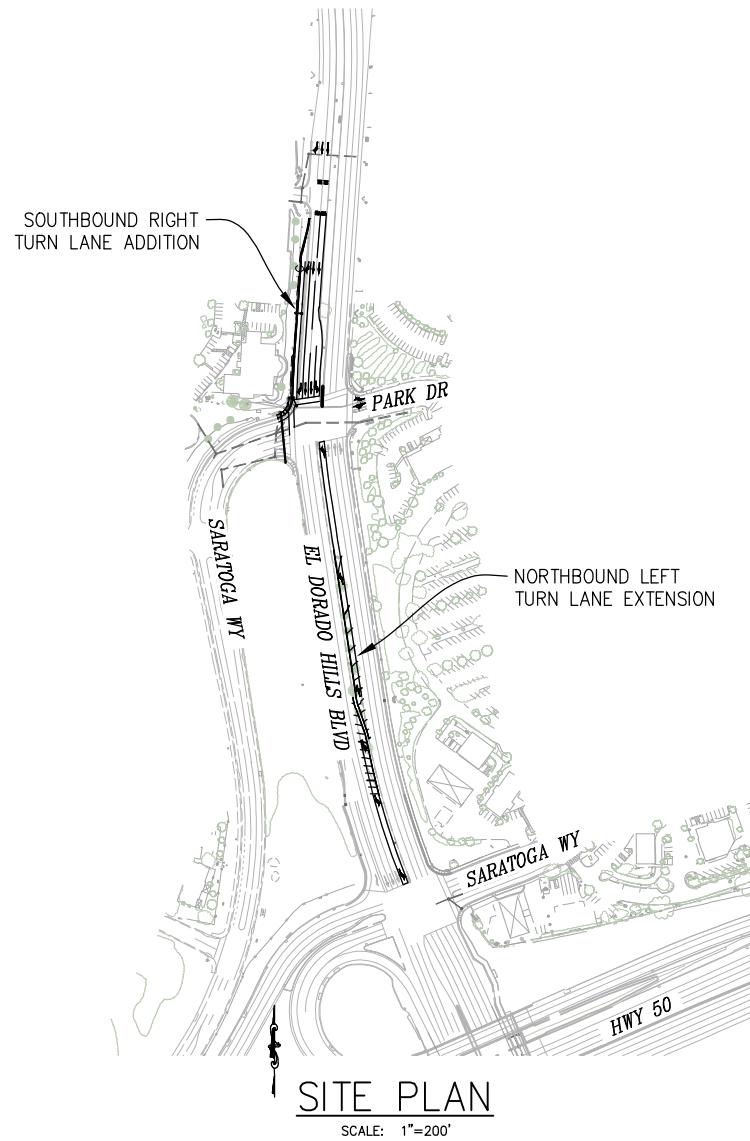 SOUTHBOUND RIGHT
TURN LANE ADDITION
PARK DR
SARATOGA WY
EL DORADO HILLS BLVD
NORTHBOUND LEFT
TURN LANE EXTENSION
SARATOGA WY
HWY 50
SITE PLAN
SCALE: 1"=200'